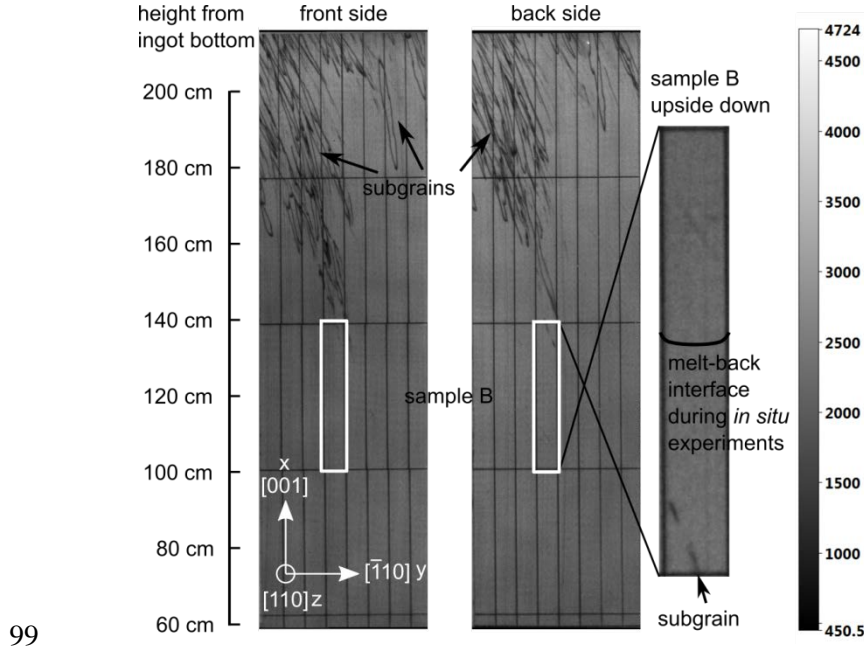 height from
ingot bottom
front side
back side
200 cm
180 cm
160 cm
140 cm
120 cm
100 cm
80 cm
60 cm
subgrains
sample B
x
[001]
[1̅10] y
[110] z
sample B
upside down
melt-back
interface
during in situ
experiments
subgrain
4724
4500
4000
3500
3000
2500
2000
1500
1000
450.5
99